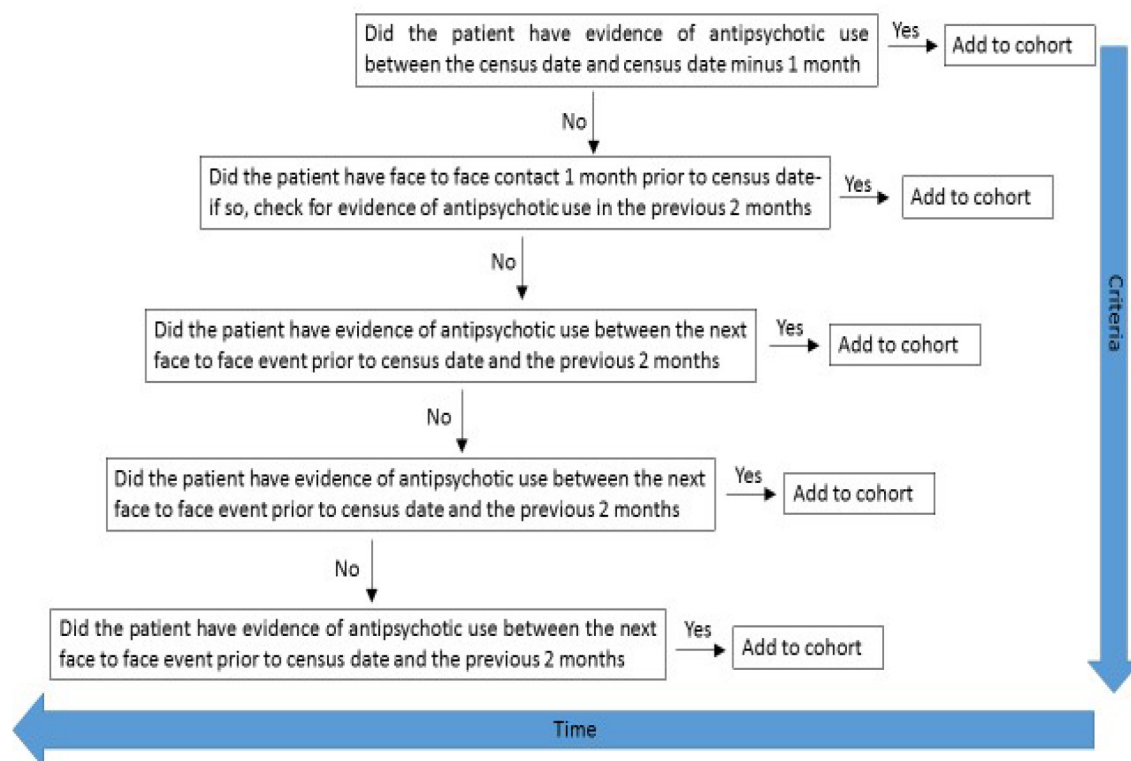 Did the patient have evidence of antipsychotic use
between the census date and census date minus 1 month
Yes
Add to cohort
No
Did the patient have face to face contact 1 month prior to census date-
if so, check for evidence of antipsychotic use in the previous 2 months
Yes
Add to cohort
No
Did the patient have evidence of antipsychotic use between the next
face to face event prior to census date and the previous 2 months
Yes
Add to cohort
No
Did the patient have evidence of antipsychotic use between the next
face to face event prior to census date and the previous 2 months
Yes
Add to cohort
No
Did the patient have evidence of antipsychotic use between the next
face to face event prior to census date and the previous 2 months
Yes
Add to cohort
Criteria
Time